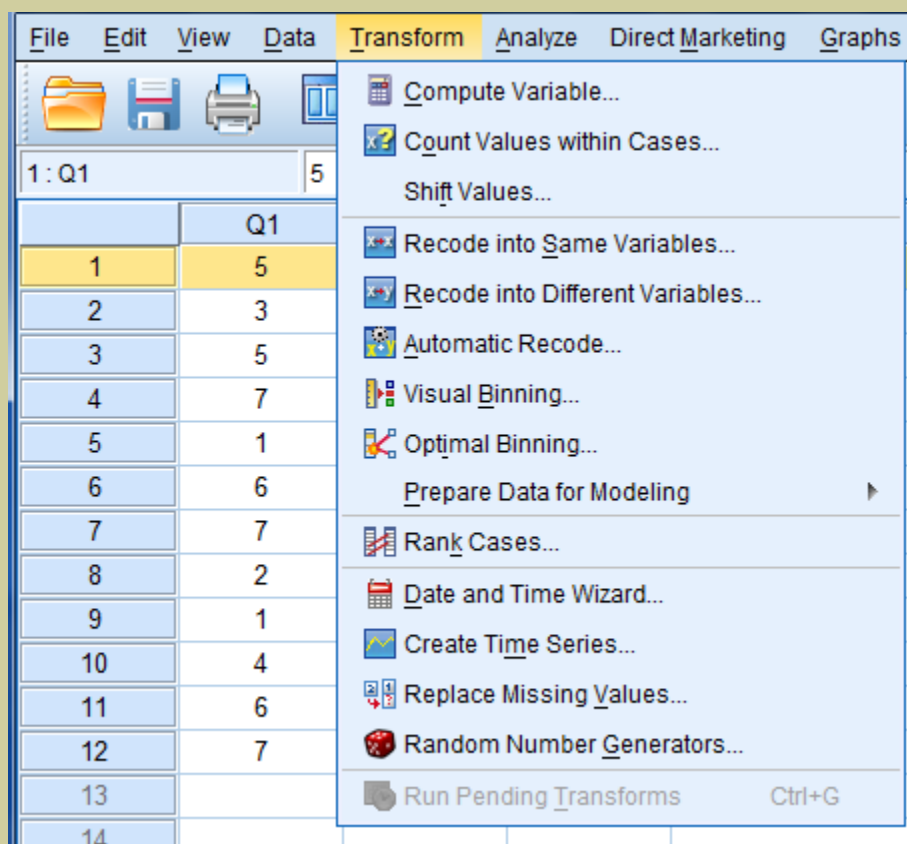 File Edit View Data Transform Analyze Direct Marketing Graphs
1 : Q1 5
Q1
1 5
2 3
3 5
4 7
5 1
6 6
7 7
8 2
9 1
10 4
11 6
12 7
13
14
Compute Variable...
Count Values within Cases...
Shift Values...
Recode into Same Variables...
Recode into Different Variables...
Automatic Recode...
Visual Binning...
Optimal Binning...
Prepare Data for Modeling
Rank Cases...
Date and Time Wizard...
Create Time Series...
Replace Missing Values...
Random Number Generators...
Run Pending Transforms Ctrl+G